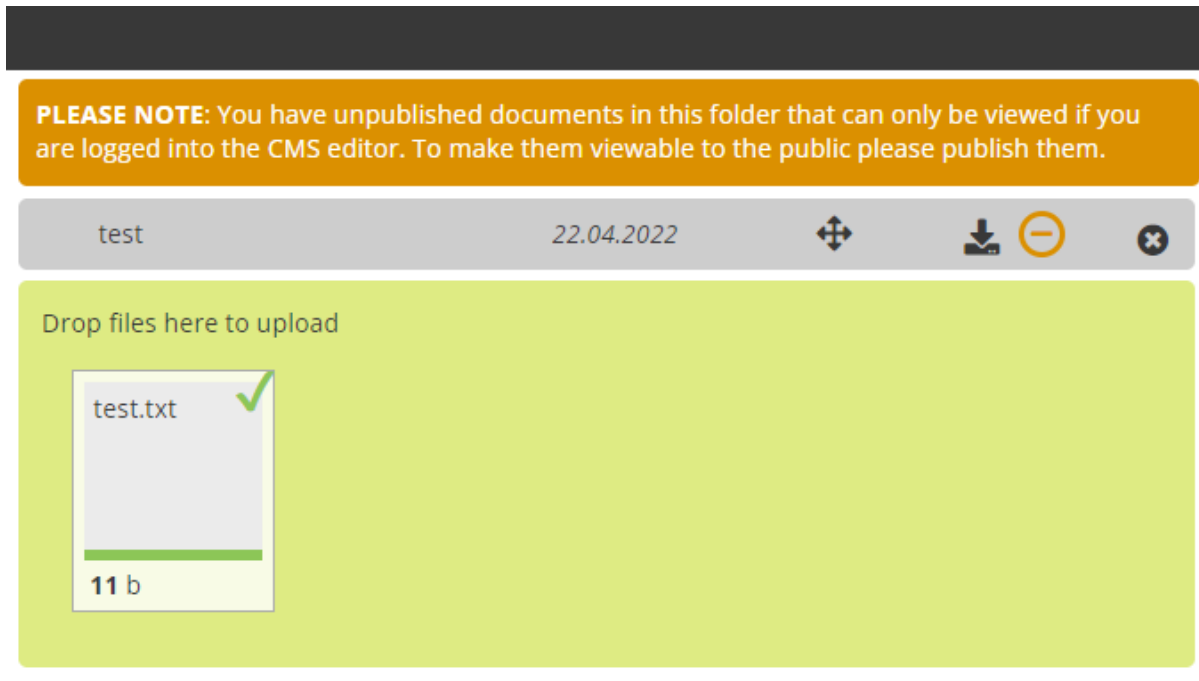 PLEASE NOTE: You have unpublished documents in this folder that can only be viewed if you
are logged into the CMS editor. To make them viewable to the public please publish them.
test 22.04.2022
Drop files here to upload
test.txt
11 b